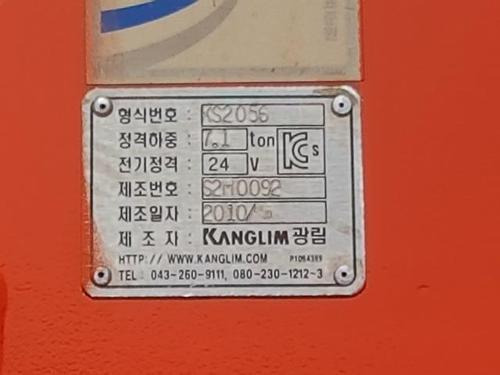 형식번호 : KS2056
정격하중 : 7.1 ton
전기정격 : 24 V
제조번호 : S2H0092
제조일자 : 2010/
제 조 자 : KANGLIM 광림
HTTP:// WWW.KANGLIM.COM
TEL : 043-260-9111, 080-230-1212~3